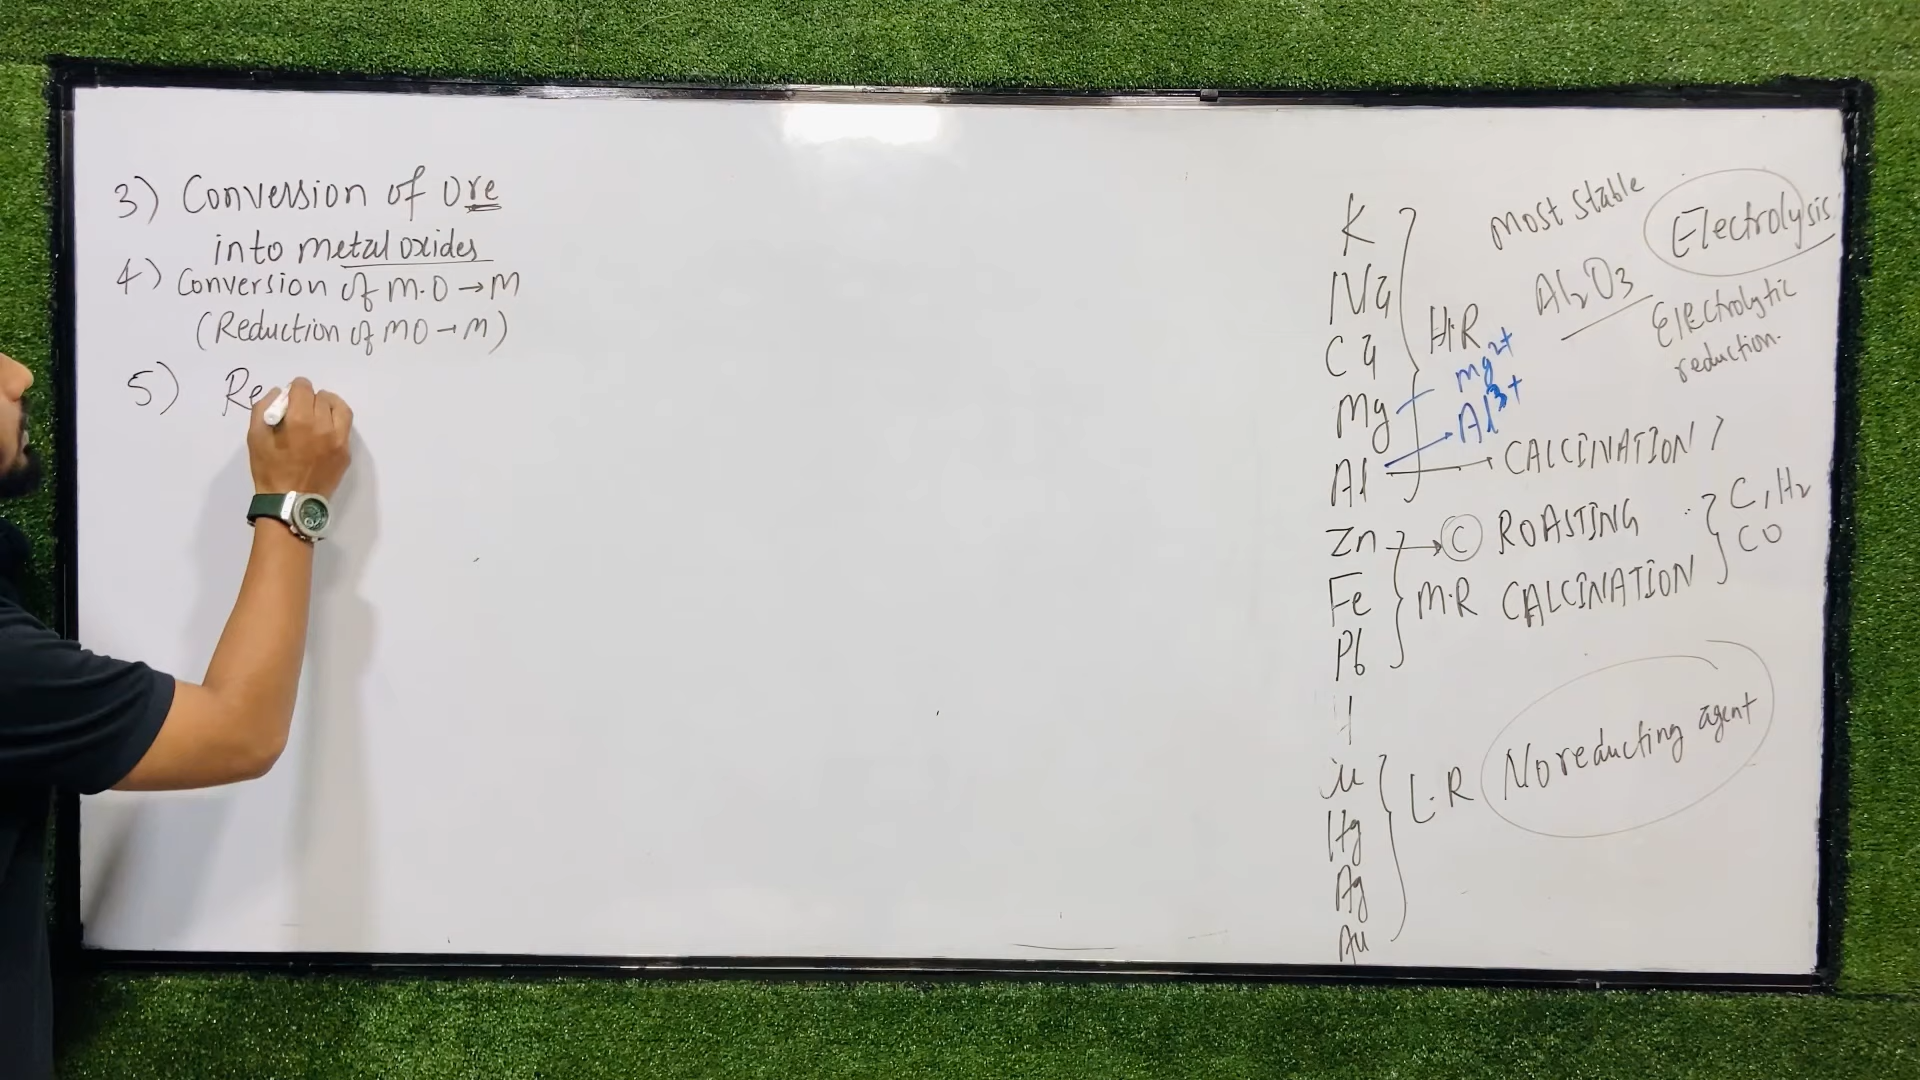 3) Conversion of Ore
into metal oxides
4) Conversion of M.O → M
(Reduction of MO → M)
5) Re
K
Na
Ca
Mg
Al
Zn
Fe
Pb
Hg
Ag
Au
H.R
Mg2+
Al3+
most stable
Al2O3
Electrolysis
Electrolytic
reduction.
→ CALCINATION
→ C ROASTING
M.R CALCINATION
C, H2
CO
L.R No reducting agent